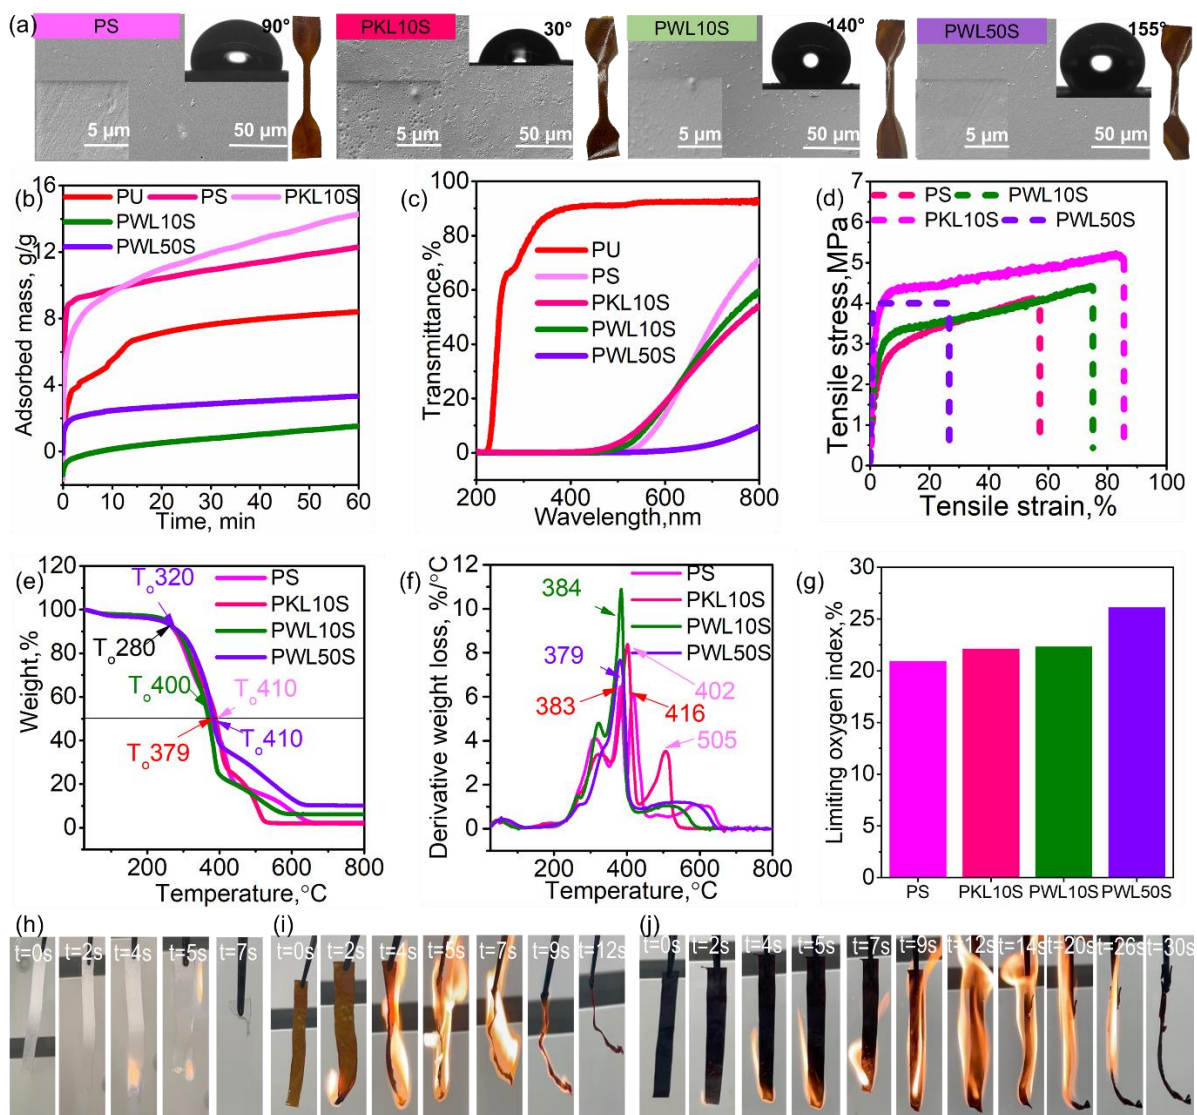 (a) PS 90° PKL10S 30° PWL10S 140° PWL50S 155°
5 µm 50 µm 5 µm 50 µm 5 µm 50 µm 5 µm 50 µm
(b)
PU PS PKL10S
PWL10S
PWL50S
16
12
8
4
0
Adsorbed mass, g/g
0 10 20 30 40 50 60
Time, min
(c)
PU
PS
PKL10S
PWL10S
PWL50S
100
80
60
40
20
0
Transmittance,%
200 400 600 800
Wavelength,nm
(d)
PS PWL10S
PKL10S PWL50S
7
6
5
4
3
2
1
0
Tensile stress,MPa
0 20 40 60 80 100
Tensile strain,%
(e)
PS
PKL10S
PWL10S
PWL50S
To320
To280
To400
To410
To379
To410
120
100
80
60
40
20
0
Weight, %
200 400 600 800
Temperature,°C
(f)
PS
PKL10S
PWL10S
PWL50S
384
379
383
402
416
505
12
10
8
6
4
2
0
Derivative weight loss, %/°C
200 400 600 800
Temperature,°C
(g)
30
25
20
15
10
5
0
Limiting oxygen index,%
PS PKL10S PWL10S PWL50S
(h)
t=0s t=2s t=4s t=5s t=7s
(i)
t=0s t=2s t=4s t=5s t=7s t=9s t=12s
(j)
t=0s t=2s t=4s t=5s t=7s t=9s t=12s t=14s t=20s t=26s t=30s